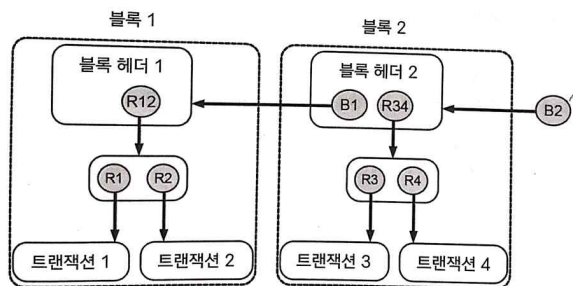 블록 1
블록 2
블록 헤더 1
블록 헤더 2
R12
B1
R34
B2
R1
R2
R3
R4
트랜잭션 1
트랜잭션 2
트랜잭션 3
트랜잭션 4